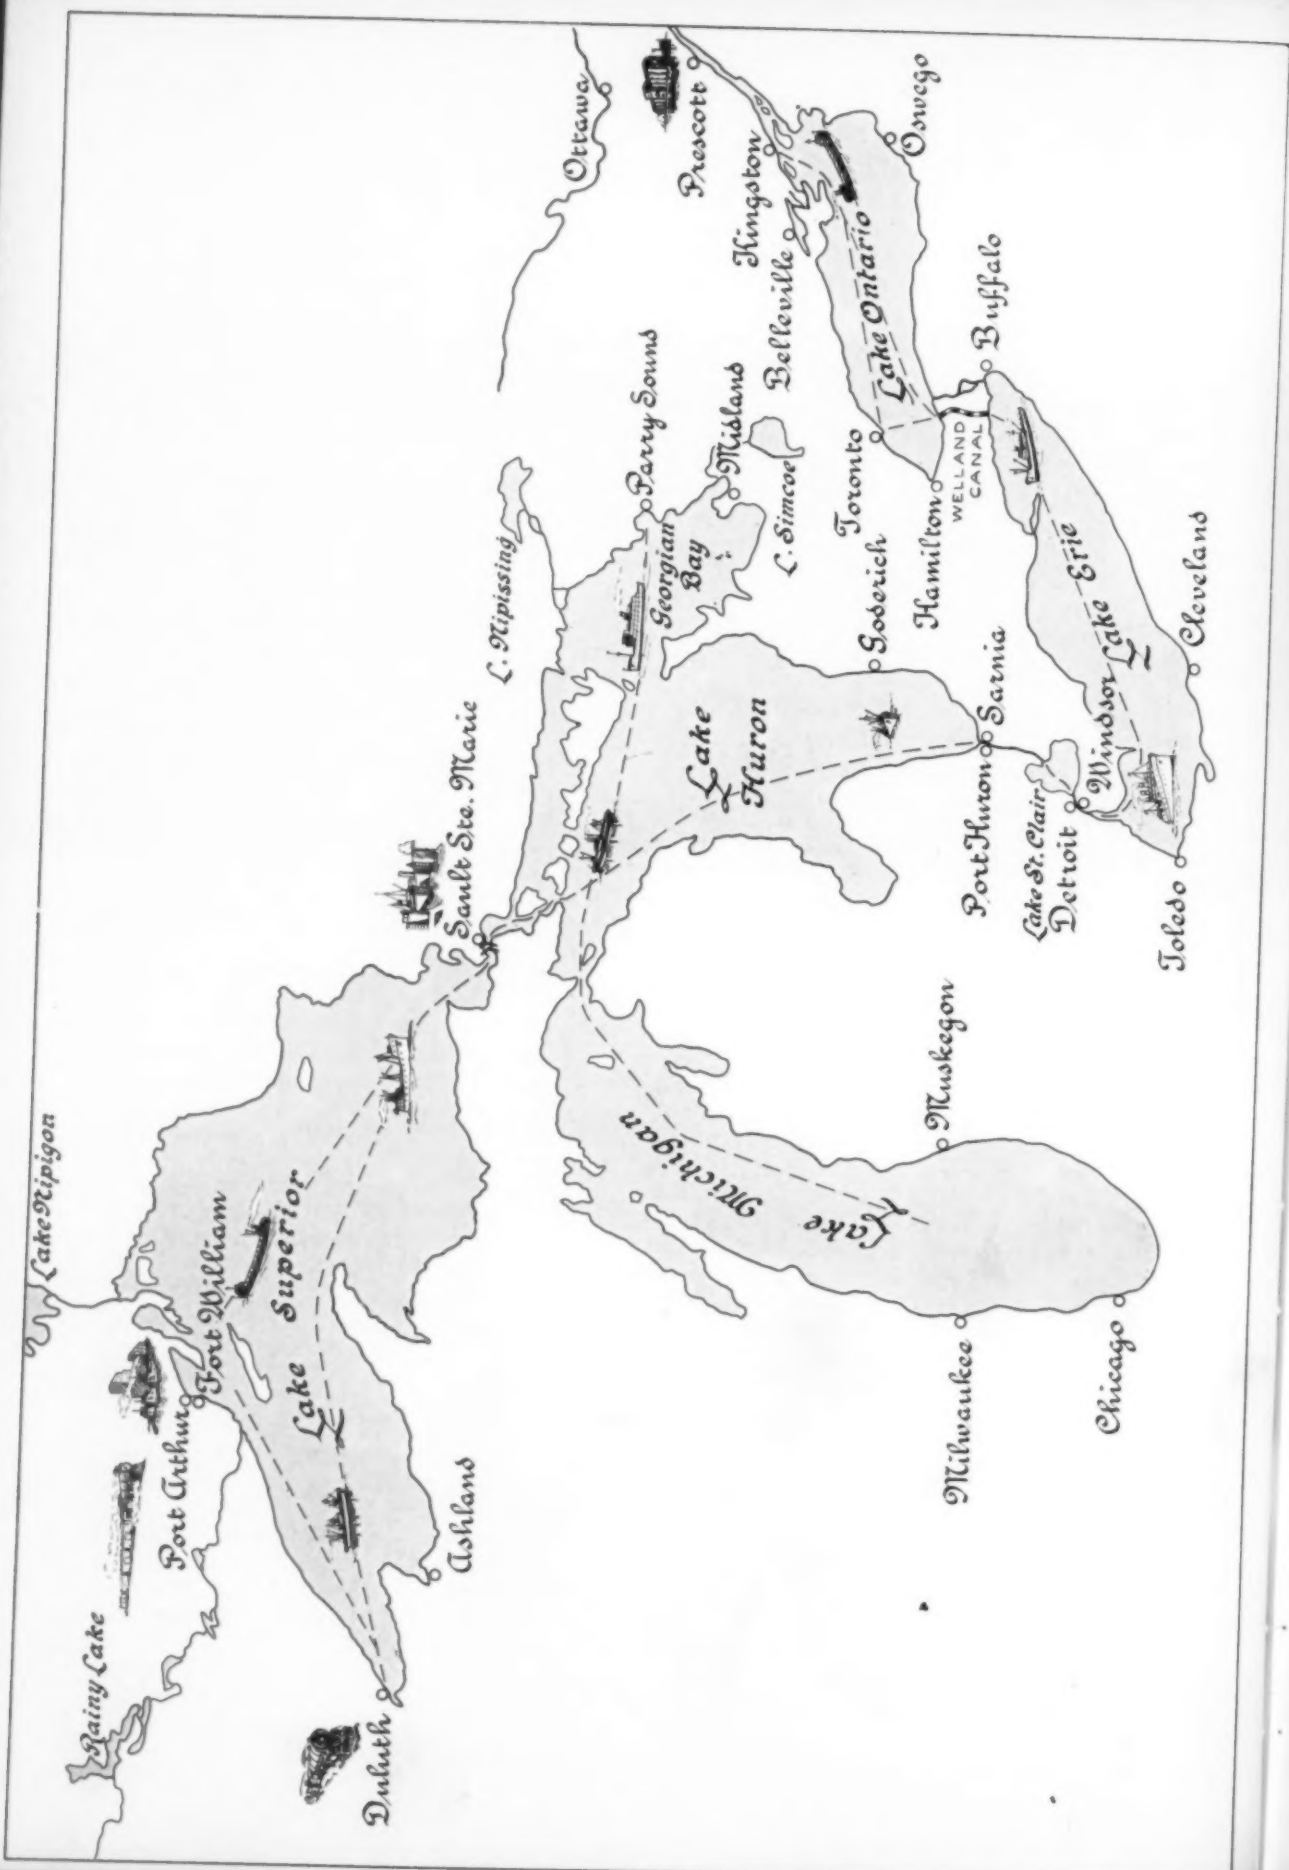 Lake Nipigon
Rainy Lake
Port Arthur
Fort William
Duluth
Lake Superior
Ashland
Sault Ste. Marie
L. Nipissing
Ottawa
Prescott
Parry Sound
Georgian
Bay
Midland
L. Simcoe
Kingston
Belleville
Toronto
Lake Ontario
Oswego
Hamilton
WELLAND
CANAL
Buffalo
Lake
Huron
Goderich
Sarnia
Port Huron
Lake St. Clair
Detroit
Windsor
Lake Erie
Cleveland
Toledo
Lake Michigan
Muskegon
Milwaukee
Chicago